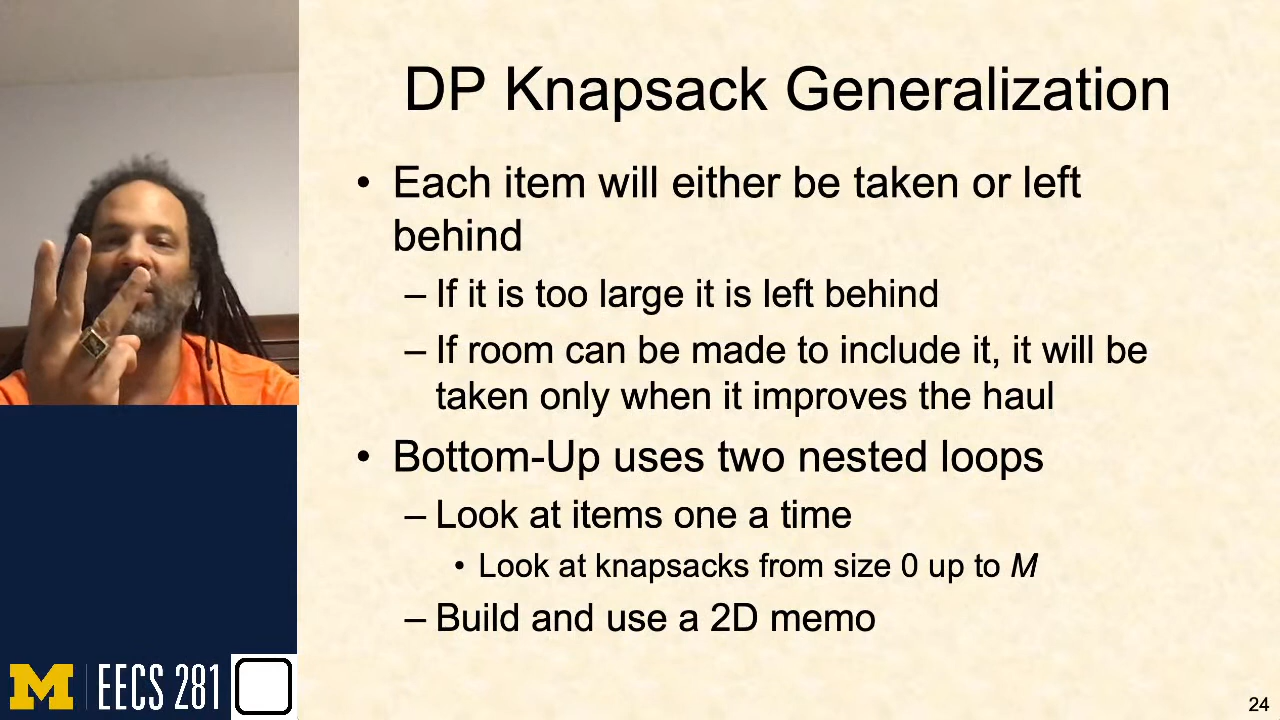 DP Knapsack Generalization
• Each item will either be taken or left
behind
– If it is too large it is left behind
– If room can be made to include it, it will be
taken only when it improves the haul
• Bottom-Up uses two nested loops
– Look at items one a time
• Look at knapsacks from size 0 up to M
– Build and use a 2D memo
M EECS 281
24